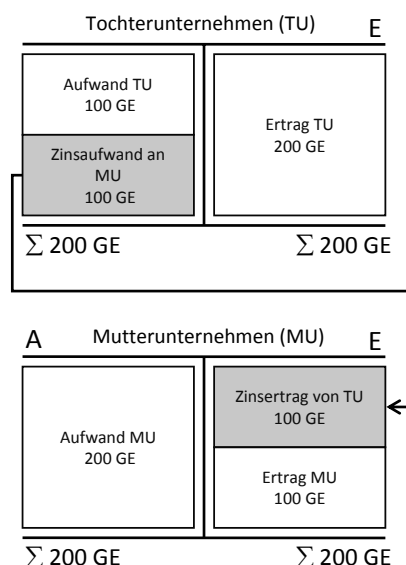 Tochterunternehmen (TU) E
Aufwand TU
100 GE
Zinsaufwand an
MU
100 GE
Ertrag TU
200 GE
∑ 200 GE ∑ 200 GE
A Mutterunternehmen (MU) E
Aufwand MU
200 GE
Zinsertrag von TU
100 GE
Ertrag MU
100 GE
∑ 200 GE ∑ 200 GE